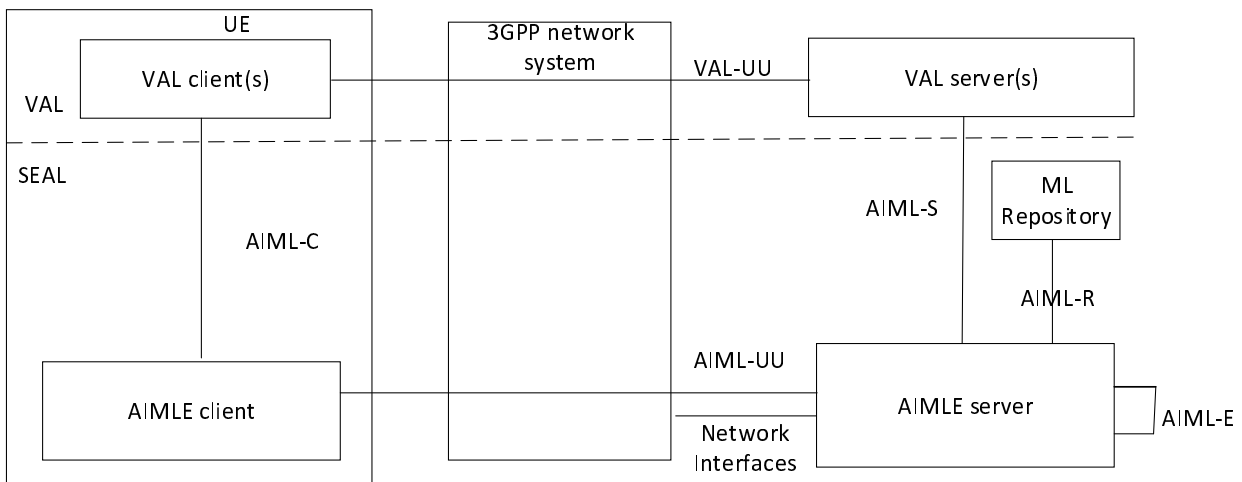 UE
3GPP network
system
VAL client(s)
VAL-UU
VAL server(s)
VAL
SEAL
ML
Repository
AIML-S
AIML-C
AIML-R
AIML-UU
AIMLE client
AIMLE server
AIML-E
Network
Interfaces